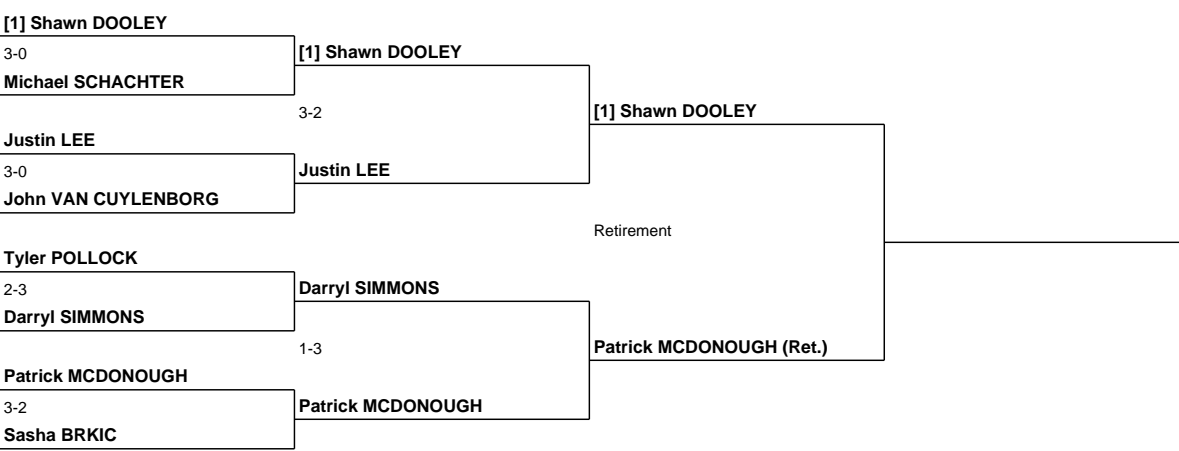 [1] Shawn DOOLEY
3-0
[1] Shawn DOOLEY
Michael SCHACHTER
3-2
[1] Shawn DOOLEY
Justin LEE
3-0
Justin LEE
John VAN CUYLENBORG
Retirement
Tyler POLLOCK
2-3
Darryl SIMMONS
Darryl SIMMONS
1-3
Patrick MCDONOUGH (Ret.)
Patrick MCDONOUGH
3-2
Patrick MCDONOUGH
Sasha BRKIC